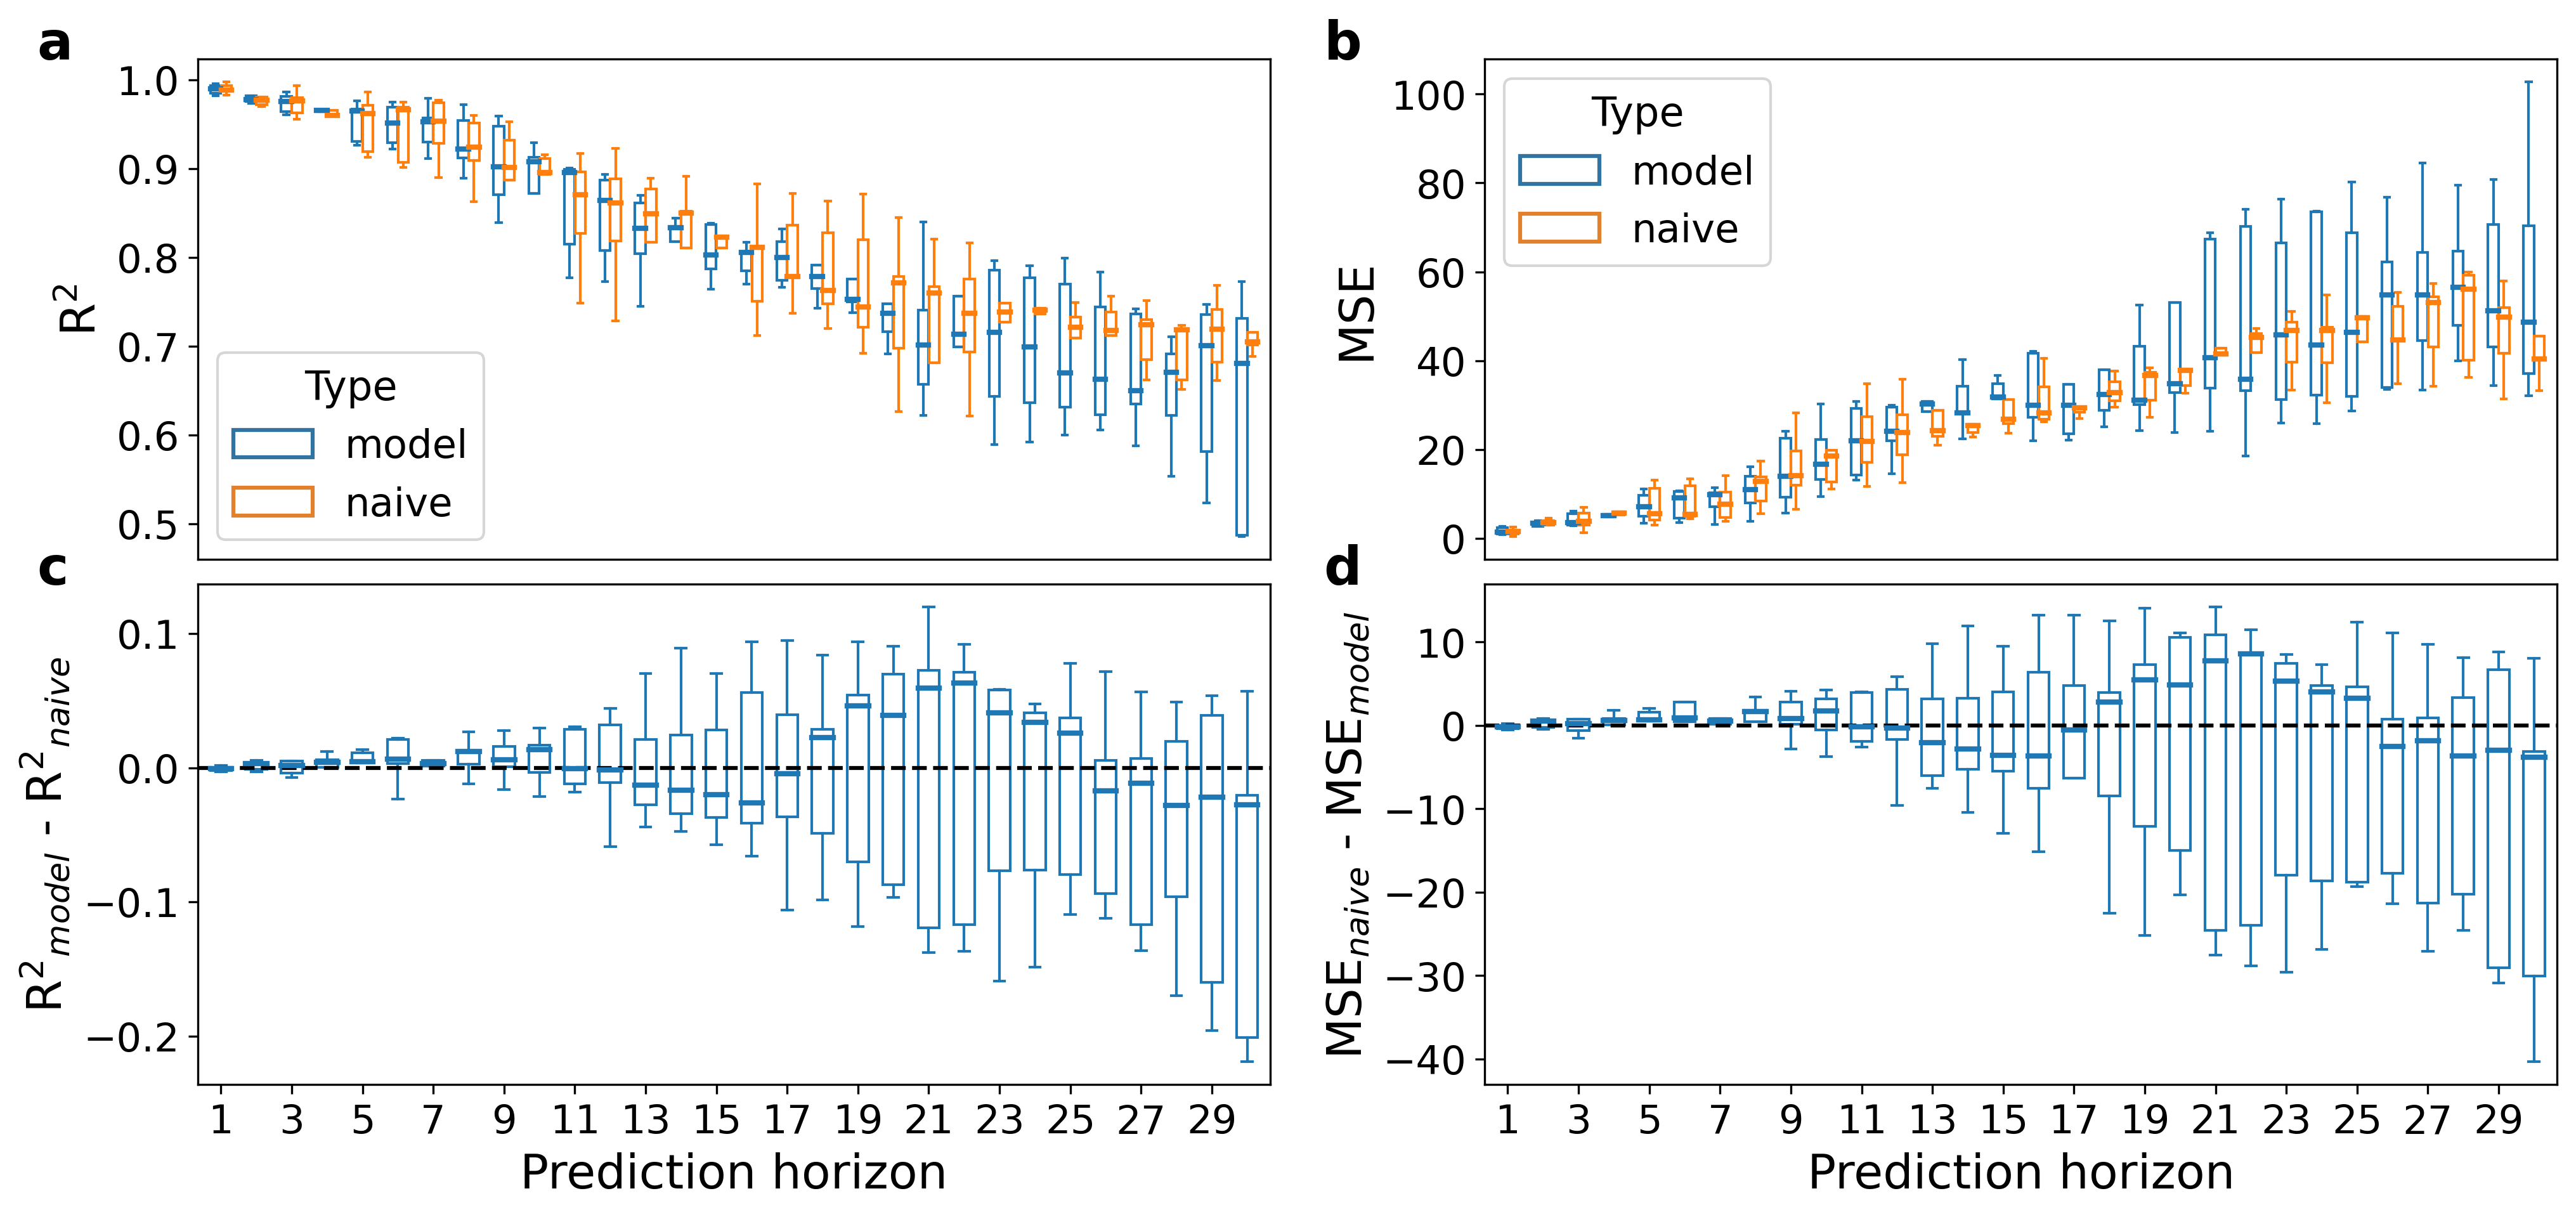 a
1.0
0.9
0.8
0.7
0.6
0.5
R²
Type
model
naive
b
100
80
60
40
20
0
MSE
Type
model
naive
c
0.1
0.0
−0.1
−0.2
R²model - R²naive
1 3 5 7 9 11 13 15 17 19 21 23 25 27 29
Prediction horizon
d
10
0
−10
−20
−30
−40
MSEnaive - MSEmodel
1 3 5 7 9 11 13 15 17 19 21 23 25 27 29
Prediction horizon